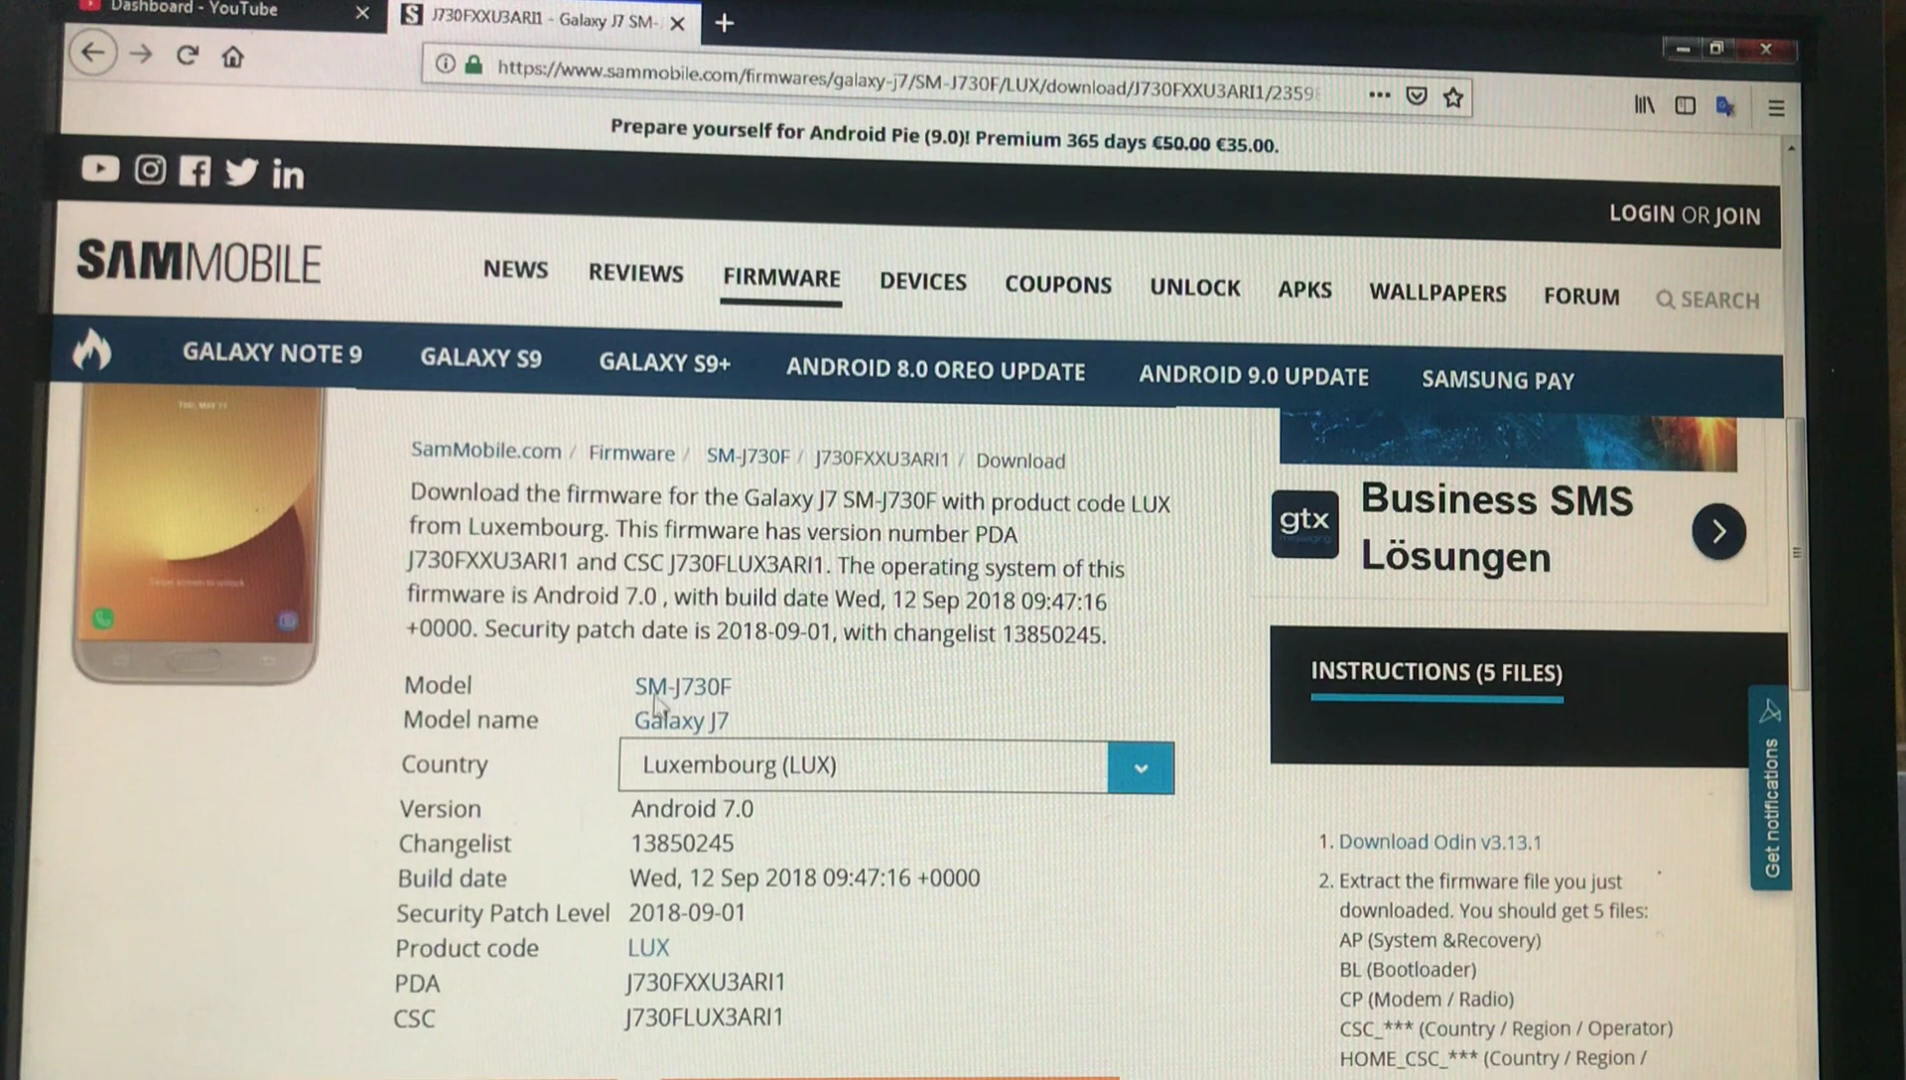 Dashboard - YouTube
J730FXXU3ARI1 - Galaxy J7 SM-
https://www.sammobile.com/firmwares/galaxy-j7/SM-J730F/LUX/download/J730FXXU3ARI1/2359
Prepare yourself for Android Pie (9.0)! Premium 365 days €50.00 €35.00.
LOGIN OR JOIN
SAMMOBILE
NEWS REVIEWS FIRMWARE DEVICES COUPONS UNLOCK APKS WALLPAPERS FORUM SEARCH
GALAXY NOTE 9 GALAXY S9 GALAXY S9+ ANDROID 8.0 OREO UPDATE ANDROID 9.0 UPDATE SAMSUNG PAY
SamMobile.com / Firmware / SM-J730F / J730FXXU3ARI1 / Download
Download the firmware for the Galaxy J7 SM-J730F with product code LUX
from Luxembourg. This firmware has version number PDA
J730FXXU3ARI1 and CSC J730FLUX3ARI1. The operating system of this
firmware is Android 7.0 , with build date Wed, 12 Sep 2018 09:47:16
+0000. Security patch date is 2018-09-01, with changelist 13850245.
Model SM-J730F
Model name Galaxy J7
Country Luxembourg (LUX)
Version Android 7.0
Changelist 13850245
Build date Wed, 12 Sep 2018 09:47:16 +0000
Security Patch Level 2018-09-01
Product code LUX
PDA J730FXXU3ARI1
CSC J730FLUX3ARI1
gtx
Business SMS
Lösungen
INSTRUCTIONS (5 FILES)
Get notifications
1. Download Odin v3.13.1
2. Extract the firmware file you just
downloaded. You should get 5 files:
AP (System &Recovery)
BL (Bootloader)
CP (Modem / Radio)
CSC_*** (Country / Region / Operator)
HOME_CSC_*** (Country / Region /